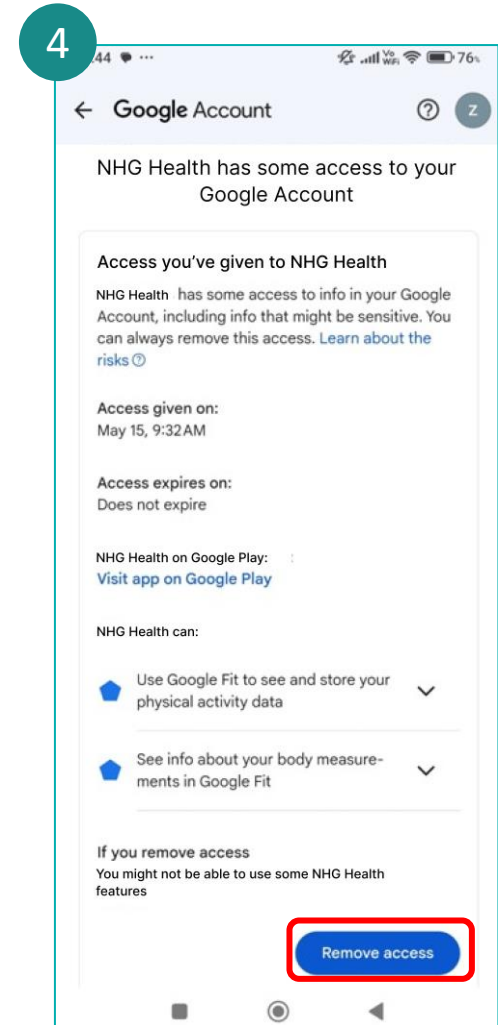 4
:44 ...
Vo WiFi 76%
Google Account
Z
NHG Health has some access to your
Google Account
Access you've given to NHG Health
NHG Health has some access to info in your Google
Account, including info that might be sensitive. You
can always remove this access. Learn about the
risks
Access given on:
May 15, 9:32 AM
Access expires on:
Does not expire
NHG Health on Google Play:
Visit app on Google Play
NHG Health can:
Use Google Fit to see and store your
physical activity data
See info about your body measure-
ments in Google Fit
If you remove access
You might not be able to use some NHG Health
features
Remove access